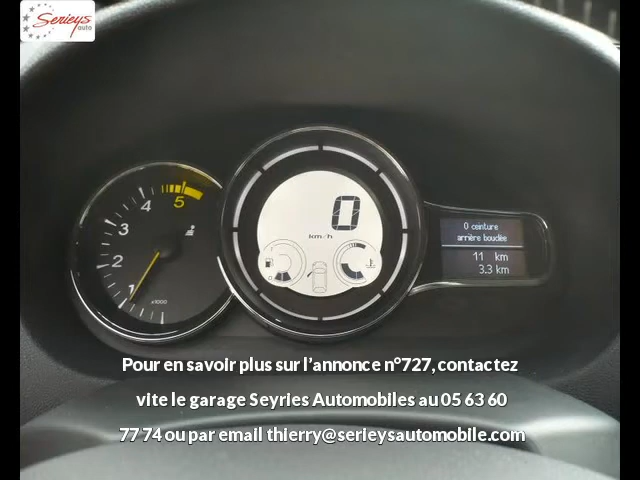 Serieys
auto
5
4
3
2
1
x1000
0
km/h
0 ceinture
arrière bouclée
11 km
3.3 km
Pour en savoir plus sur l'annonce n°727, contactez
vite le garage Seyries Automobiles au 05 63 60
77 74 ou par email thierry@serieysautomobile.com